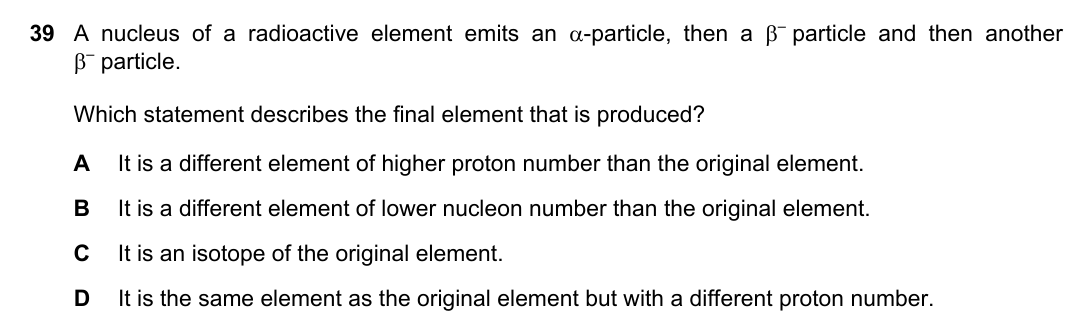 39 A nucleus of a radioactive element emits an α-particle, then a β⁻ particle and then another
β⁻ particle.
Which statement describes the final element that is produced?
A It is a different element of higher proton number than the original element.
B It is a different element of lower nucleon number than the original element.
C It is an isotope of the original element.
D It is the same element as the original element but with a different proton number.